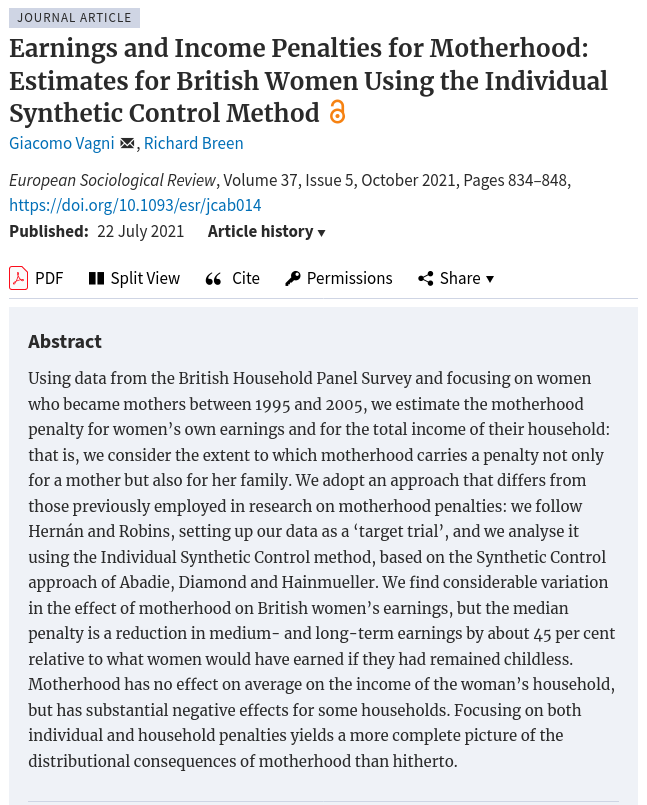 JOURNAL ARTICLE
Earnings and Income Penalties for Motherhood:
Estimates for British Women Using the Individual
Synthetic Control Method
Giacomo Vagni , Richard Breen
European Sociological Review, Volume 37, Issue 5, October 2021, Pages 834–848,
https://doi.org/10.1093/esr/jcab014
Published: 22 July 2021 Article history ▾
PDF Split View Cite Permissions Share ▾
Abstract
Using data from the British Household Panel Survey and focusing on women
who became mothers between 1995 and 2005, we estimate the motherhood
penalty for women’s own earnings and for the total income of their household:
that is, we consider the extent to which motherhood carries a penalty not only
for a mother but also for her family. We adopt an approach that differs from
those previously employed in research on motherhood penalties: we follow
Hernán and Robins, setting up our data as a ‘target trial’, and we analyse it
using the Individual Synthetic Control method, based on the Synthetic Control
approach of Abadie, Diamond and Hainmueller. We find considerable variation
in the effect of motherhood on British women’s earnings, but the median
penalty is a reduction in medium- and long-term earnings by about 45 per cent
relative to what women would have earned if they had remained childless.
Motherhood has no effect on average on the income of the woman’s household,
but has substantial negative effects for some households. Focusing on both
individual and household penalties yields a more complete picture of the
distributional consequences of motherhood than hitherto.